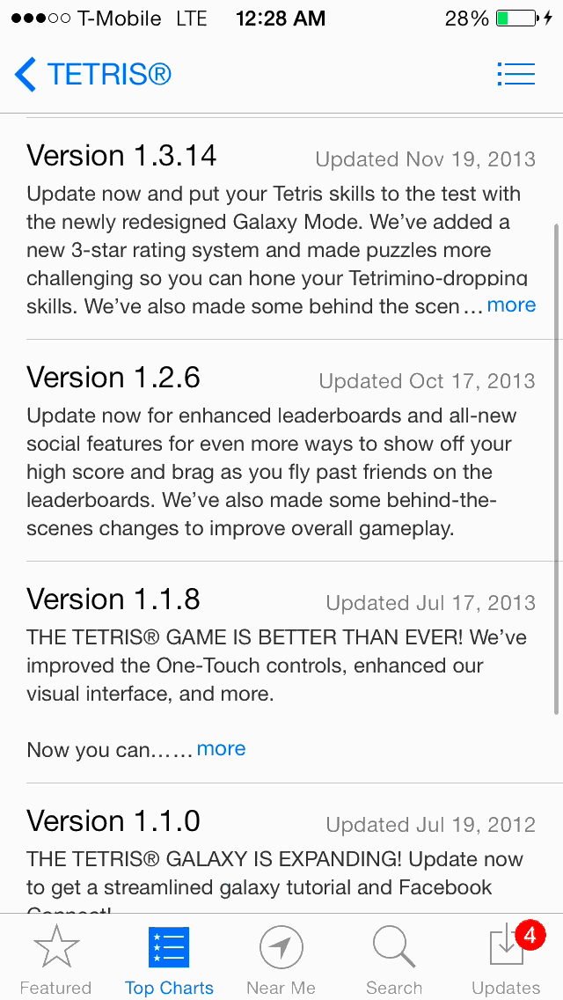 T-Mobile LTE 12:28 AM 28%
TETRIS®
Version 1.3.14 Updated Nov 19, 2013
Update now and put your Tetris skills to the test with
the newly redesigned Galaxy Mode. We’ve added a
new 3-star rating system and made puzzles more
challenging so you can hone your Tetrimino-dropping
skills. We’ve also made some behind the scen... more
Version 1.2.6 Updated Oct 17, 2013
Update now for enhanced leaderboards and all-new
social features for even more ways to show off your
high score and brag as you fly past friends on the
leaderboards. We’ve also made some behind-the-
scenes changes to improve overall gameplay.
Version 1.1.8 Updated Jul 17, 2013
THE TETRIS® GAME IS BETTER THAN EVER! We’ve
improved the One-Touch controls, enhanced our
visual interface, and more.
Now you can...... more
Version 1.1.0 Updated Jul 19, 2012
THE TETRIS® GALAXY IS EXPANDING! Update now
to get a streamlined galaxy tutorial and Facebook
4
Featured Top Charts Near Me Search Updates